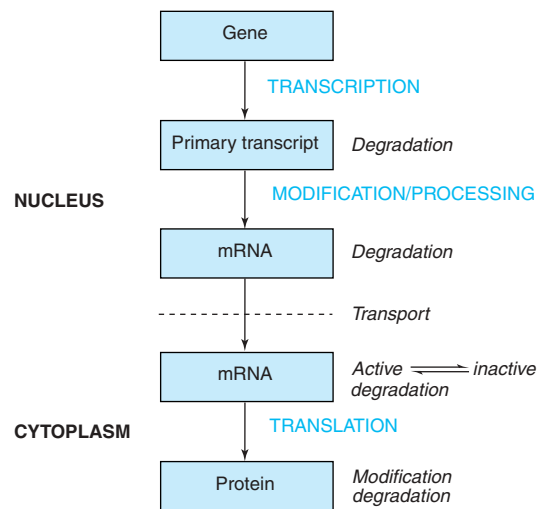 Gene
TRANSCRIPTION
Primary transcript Degradation
NUCLEUS
MODIFICATION/PROCESSING
mRNA Degradation
Transport
mRNA Active inactive
degradation
CYTOPLASM
TRANSLATION
Protein Modification
degradation